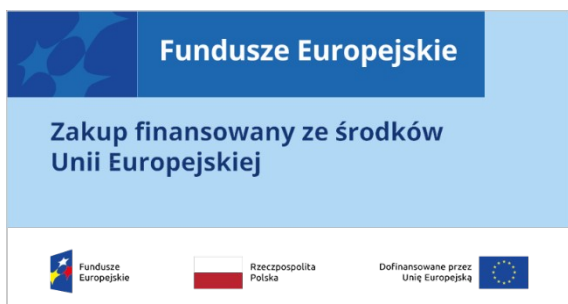 Fundusze Europejskie
Zakup finansowany ze środków
Unii Europejskiej
Fundusze
Europejskie
Rzeczpospolita
Polska
Dofinansowane przez
Unię Europejską